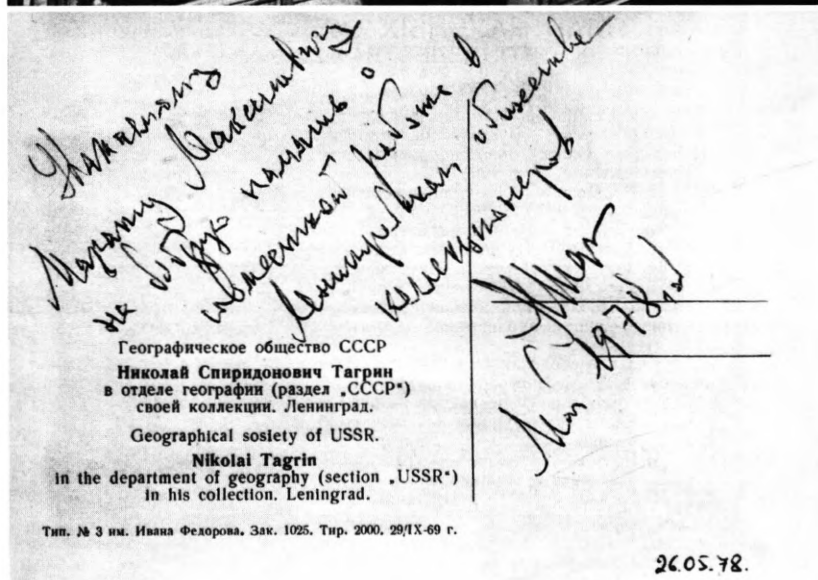 Уважаемому
Марату Максимовичу
на добрую память о
совместной работе в
Ленинградском обществе
коллекционеров
Май 1978 г
Географическое общество СССР
Николай Спиридонович Тагрин
в отделе географии (раздел „СССР“)
своей коллекции. Ленинград.
Geographical sosiety of USSR.
Nikolai Tagrin
in the department of geography (section „USSR“)
in his collection. Leningrad.
Тип. № 3 им. Ивана Федорова. Зак. 1025. Тир. 2000. 29/IX-69 г.
26.05.78.